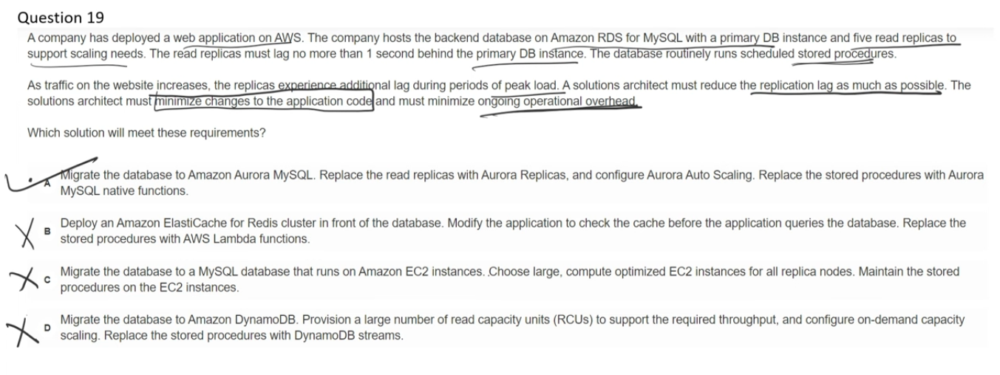 Question 19
A company has deployed a web application on AWS. The company hosts the backend database on Amazon RDS for MySQL with a primary DB instance and five read replicas to
support scaling needs. The read replicas must lag no more than 1 second behind the primary DB instance. The database routinely runs scheduled stored procedures.
As traffic on the website increases, the replicas experience additional lag during periods of peak load. A solutions architect must reduce the replication lag as much as possible. The
solutions architect must minimize changes to the application code and must minimize ongoing operational overhead.
Which solution will meet these requirements?
A Migrate the database to Amazon Aurora MySQL. Replace the read replicas with Aurora Replicas, and configure Aurora Auto Scaling. Replace the stored procedures with Aurora
MySQL native functions.
B Deploy an Amazon ElastiCache for Redis cluster in front of the database. Modify the application to check the cache before the application queries the database. Replace the
stored procedures with AWS Lambda functions.
C Migrate the database to a MySQL database that runs on Amazon EC2 instances. Choose large, compute optimized EC2 instances for all replica nodes. Maintain the stored
procedures on the EC2 instances.
D Migrate the database to Amazon DynamoDB. Provision a large number of read capacity units (RCUs) to support the required throughput, and configure on-demand capacity
scaling. Replace the stored procedures with DynamoDB streams.